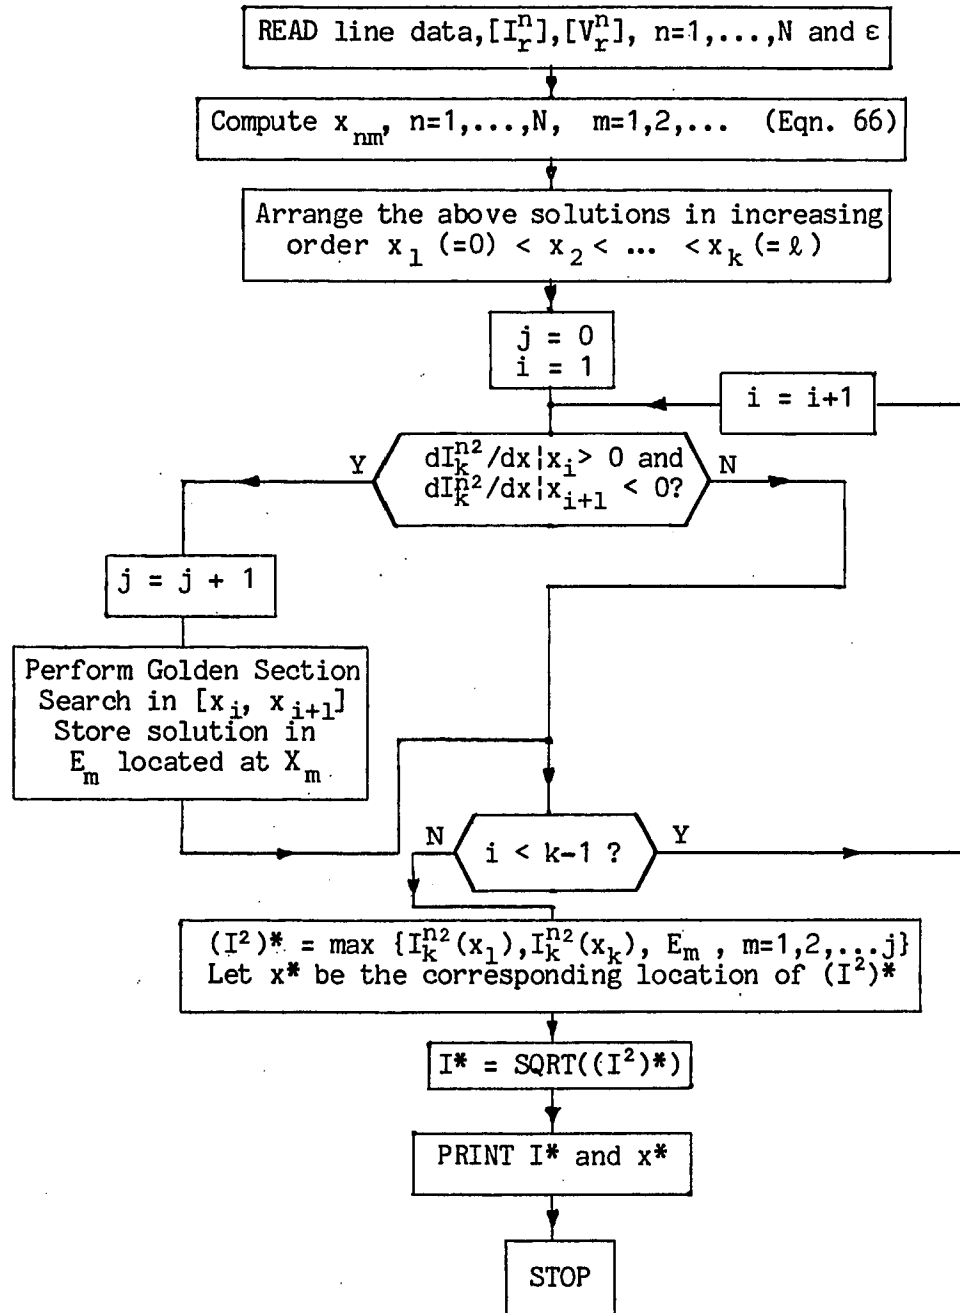 READ line data,[I_r^n],[V_r^n], n=1,...,N and ε
Compute x_nm, n=1,...,N, m=1,2,... (Eqn. 66)
Arrange the above solutions in increasing
order x_1 (=0) < x_2 < ... <x_k (= ℓ)
j = 0
i = 1
i = i+1
Y
dI_k^n2/dx|x_i> 0 and
dI_k^n2/dx|x_i+1 < 0?
N
j = j + 1
Perform Golden Section
Search in [x_i, x_i+1]
Store solution in
E_m located at X_m
N
i < k-1 ?
Y
(I²)* = max {I_k^n2(x_1),I_k^n2(x_k), E_m , m=1,2,...j}
Let x* be the corresponding location of (I²)*
I* = SQRT((I²)*)
PRINT I* and x*
STOP